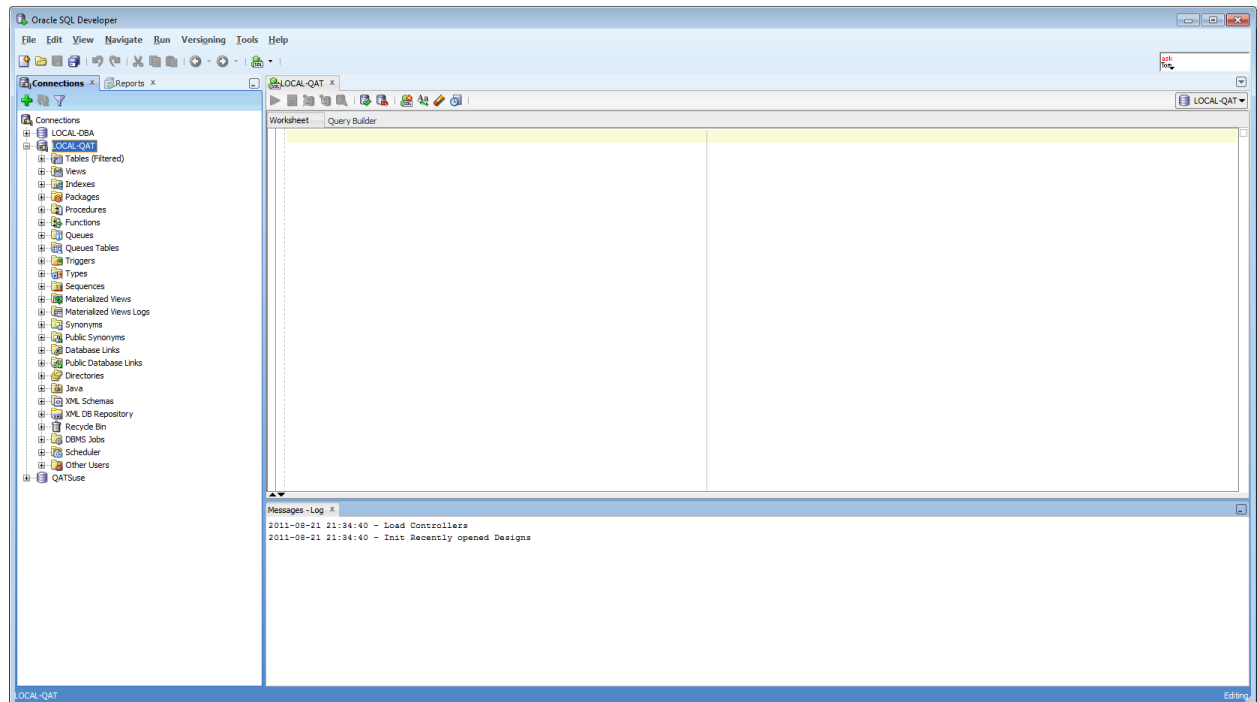 Oracle SQL Developer
File Edit View Navigate Run Versioning Tools Help
ask
Tom
Connections x Reports x
LOCAL-QAT x
LOCAL-QAT
Worksheet Query Builder
Connections
LOCAL-DBA
LOCAL-QAT
Tables (Filtered)
Views
Indexes
Packages
Procedures
Functions
Queues
Queues Tables
Triggers
Types
Sequences
Materialized Views
Materialized Views Logs
Synonyms
Public Synonyms
Database Links
Public Database Links
Directories
Java
XML Schemas
XML DB Repository
Recycle Bin
DBMS Jobs
Scheduler
Other Users
QATSuse
Messages - Log x
2011-08-21 21:34:40 - Load Controllers
2011-08-21 21:34:40 - Init Recently opened Designs
LOCAL-QAT
Editing